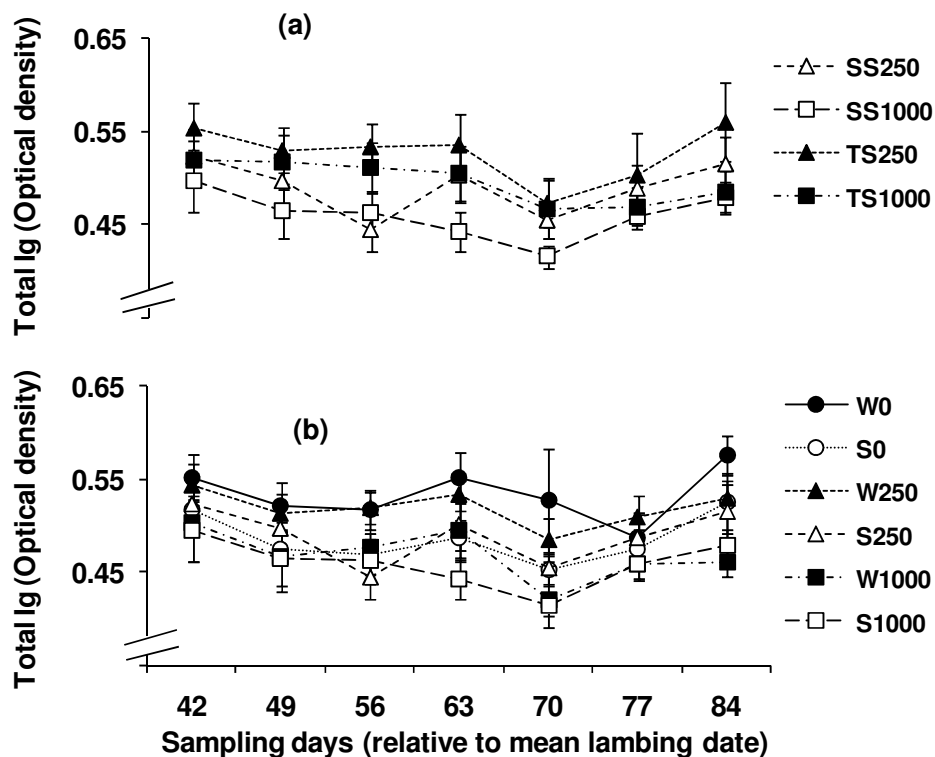 (a)
Total Ig (Optical density)
0.65
0.55
0.45
SS250
SS1000
TS250
TS1000
(b)
Total Ig (Optical density)
0.65
0.55
0.45
W0
S0
W250
S250
W1000
S1000
42 49 56 63 70 77 84
Sampling days (relative to mean lambing date)